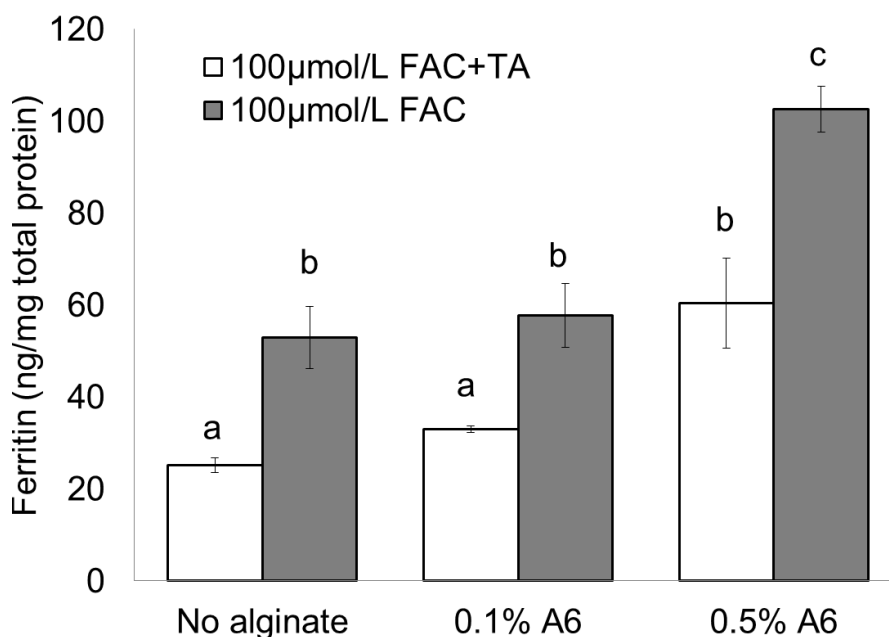 120
100
80
60
40
20
0
Ferritin (ng/mg total protein)
100µmol/L FAC+TA
100µmol/L FAC
a
b
a
b
b
c
No alginate
0.1% A6
0.5% A6